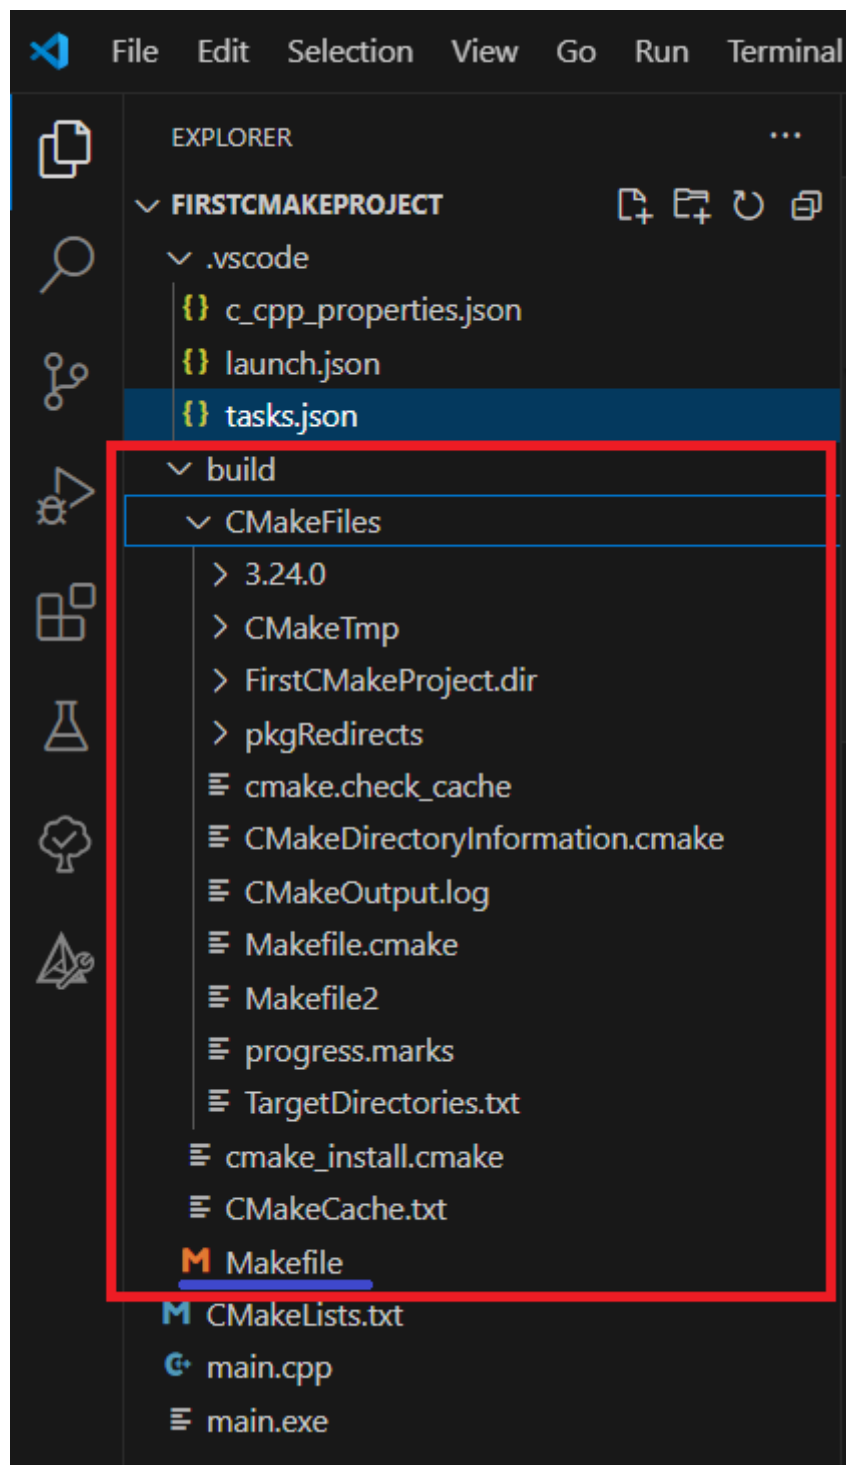 File Edit Selection View Go Run Terminal
EXPLORER
FIRSTCMAKEPROJECT
.vscode
{} c_cpp_properties.json
{} launch.json
{} tasks.json
build
CMakeFiles
3.24.0
CMakeTmp
FirstCMakeProject.dir
pkgRedirects
cmake.check_cache
CMakeDirectoryInformation.cmake
CMakeOutput.log
Makefile.cmake
Makefile2
progress.marks
TargetDirectories.txt
cmake_install.cmake
CMakeCache.txt
M Makefile
M CMakeLists.txt
main.cpp
main.exe